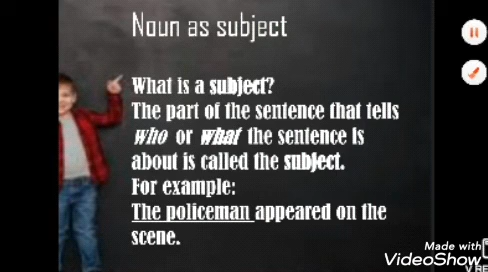 Noun as subject
What is a subject?
The part of the sentence that tells
who or what the sentence is
about is called the subject.
For example:
The policeman appeared on the
scene.
Made with
VideoShow